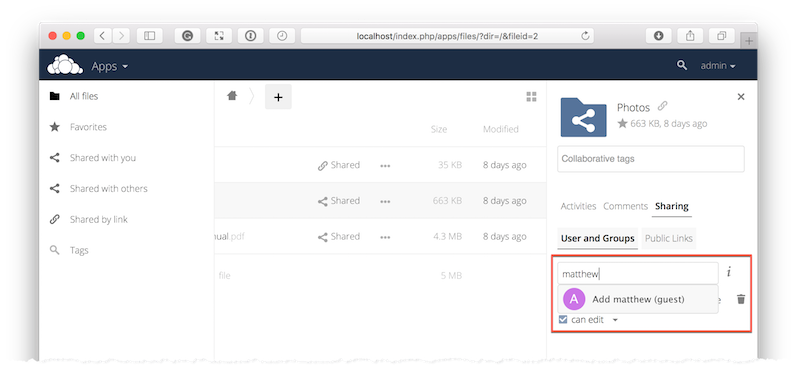 localhost/index.php/apps/files/?dir=/&fileid=2
Apps
admin
All files
Favorites
Shared with you
Shared with others
Shared by link
Tags
+
Size Modified
Shared ••• 35 KB 8 days ago
Shared ••• 663 KB 8 days ago
nual.pdf Shared ••• 4.3 MB 8 days ago
file 5 MB
Photos
663 KB, 8 days ago
Collaborative tags
Activities Comments Sharing
User and Groups Public Links
matthew i
A Add matthew (guest)
can edit